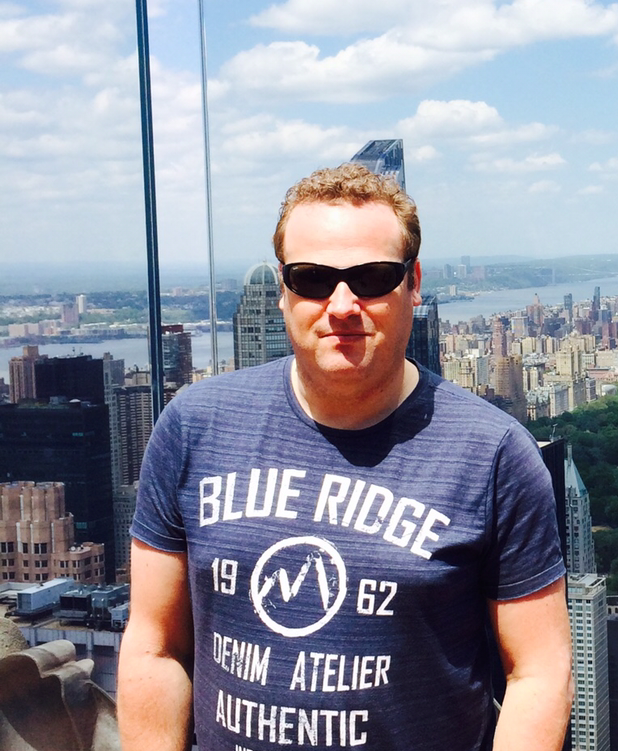 BLUE RIDGE
19 62
DENIM ATELIER
AUTHENTIC